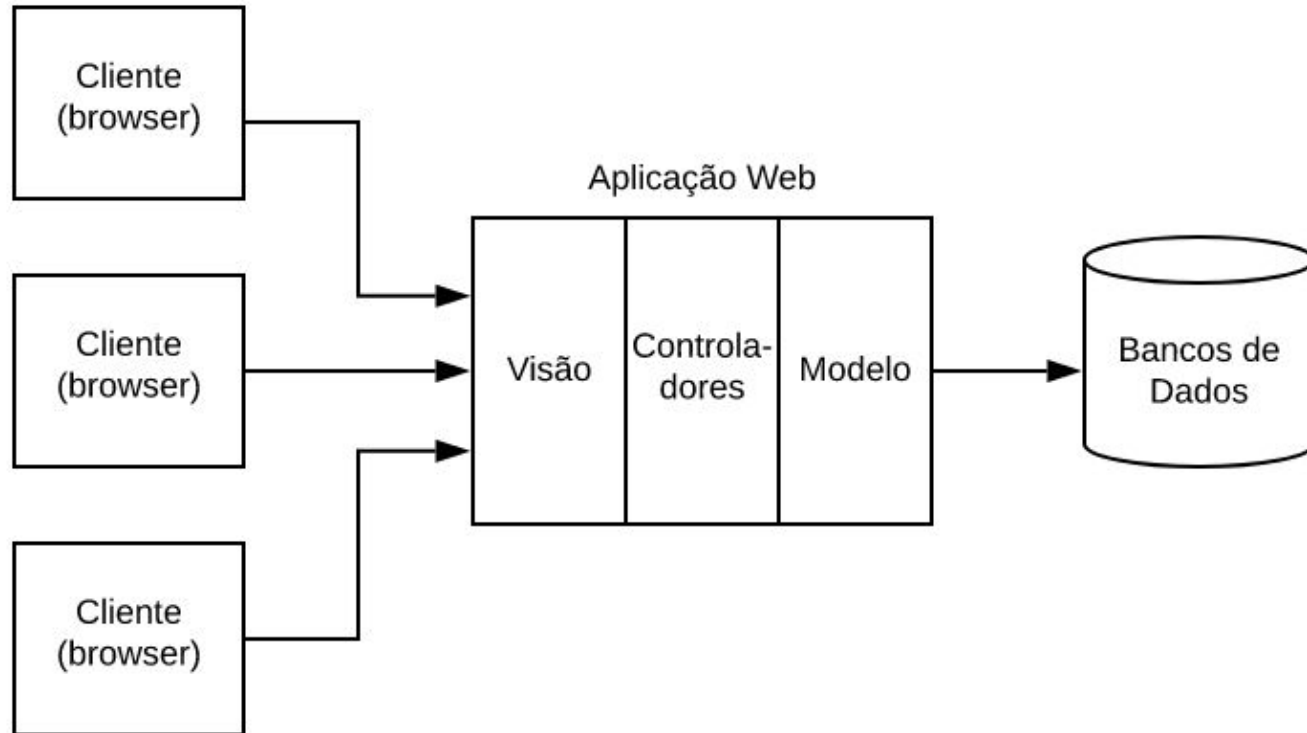 Cliente
(browser)
Aplicação Web
Cliente
(browser)
Visão
Controla-
dores
Modelo
Bancos de
Dados
Cliente
(browser)